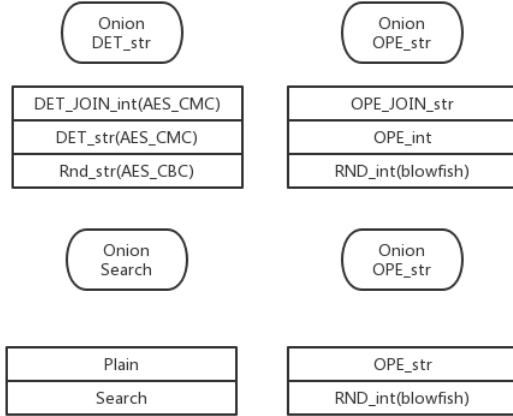 Onion
DET_str
Onion
OPE_str
DET_JOIN_int(AES_CMC)
DET_str(AES_CMC)
Rnd_str(AES_CBC)
OPE_JOIN_str
OPE_int
RND_int(blowfish)
Onion
Search
Onion
OPE_str
Plain
Search
OPE_str
RND_int(blowfish)